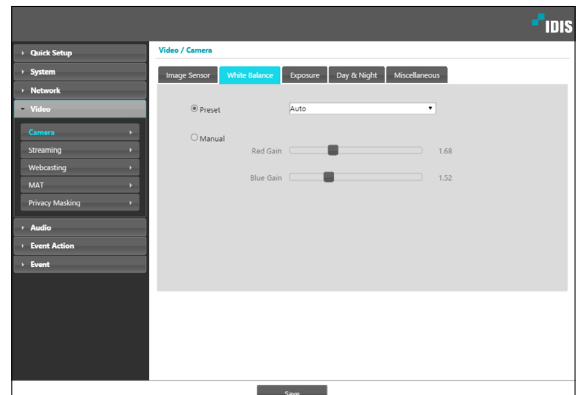 IDIS
Quick Setup
System
Network
Video
Camera
Streaming
Webcasting
MAT
Privacy Masking
Audio
Event Action
Event
Video / Camera
Image Sensor White Balance Exposure Day & Night Miscellaneous
Preset Auto
Manual
Red Gain 1.68
Blue Gain 1.52
Save